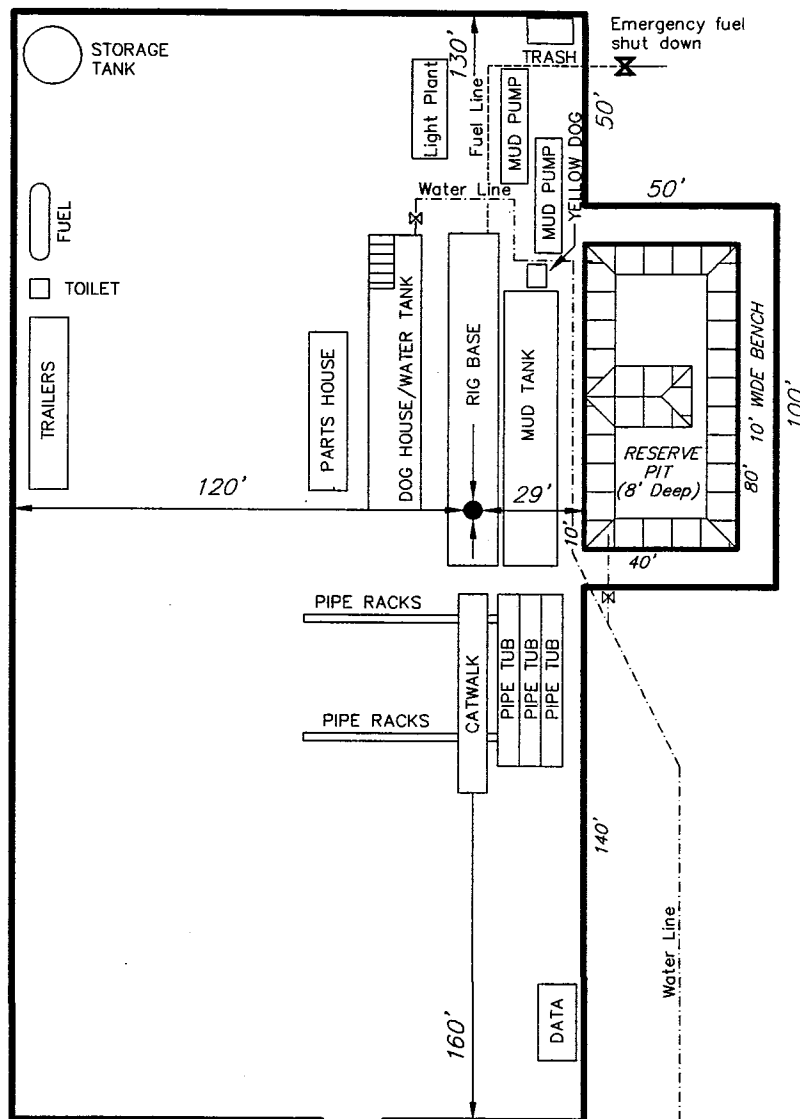 STORAGE
TANK
Light Plant
130'
Fuel Line
TRASH
MUD PUMP
MUD PUMP
YELLOW DOG
Emergency fuel
shut down
50'
50'
FUEL
Water Line
TOILET
TRAILERS
PARTS HOUSE
DOG HOUSE/WATER TANK
RIG BASE
MUD TANK
RESERVE
PIT
(8' Deep)
80'
10' WIDE BENCH
100'
120'
29'
10'
40'
PIPE RACKS
CATWALK
PIPE TUB
PIPE TUB
PIPE TUB
PIPE RACKS
140'
Water Line
DATA
160'